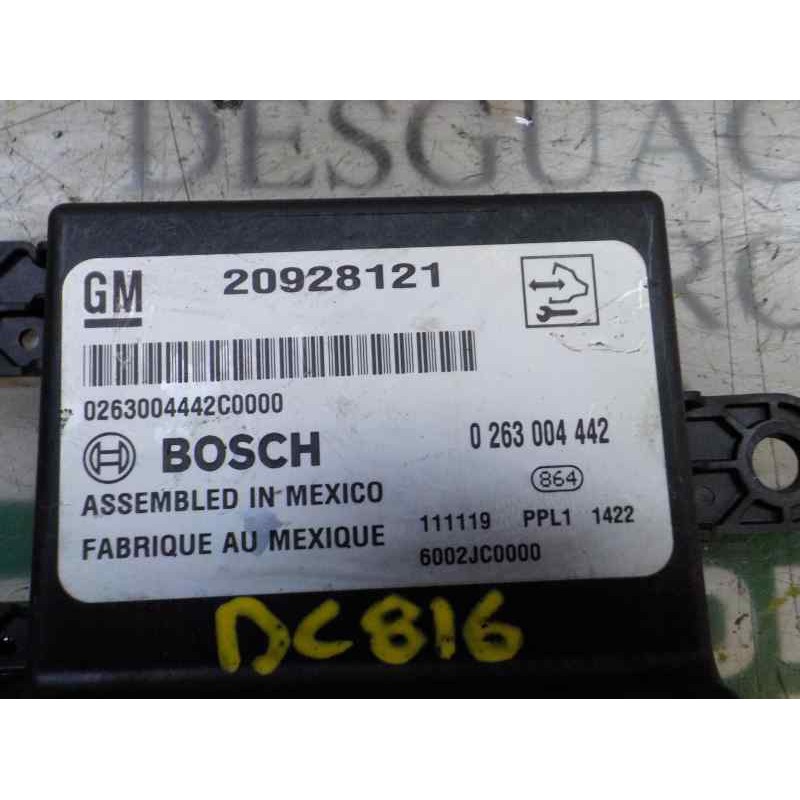 DESGUAC
GM 20928121
0263004442C0000
BOSCH 0 263 004 442
864
ASSEMBLED IN MEXICO
FABRIQUE AU MEXIQUE
111119 PPL1 1422
6002JC0000
DC816